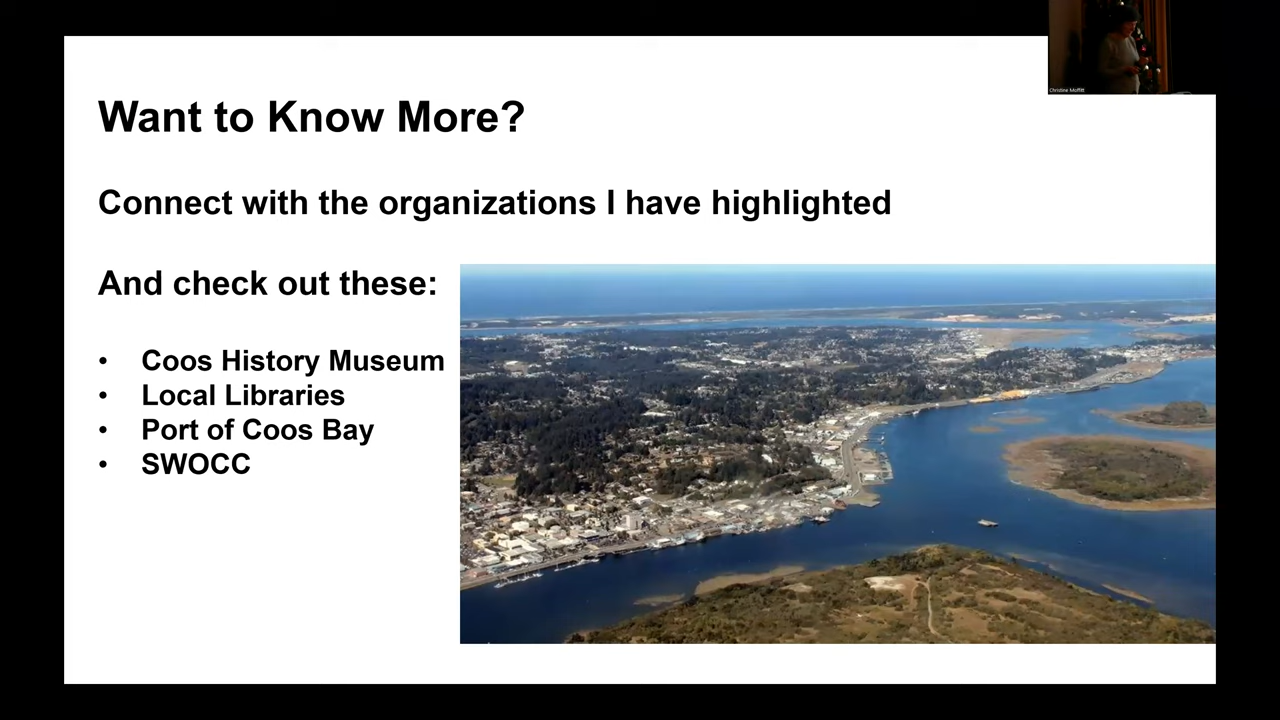 Christine Moffitt
Want to Know More?
Connect with the organizations I have highlighted
And check out these:
• Coos History Museum
• Local Libraries
• Port of Coos Bay
• SWOCC